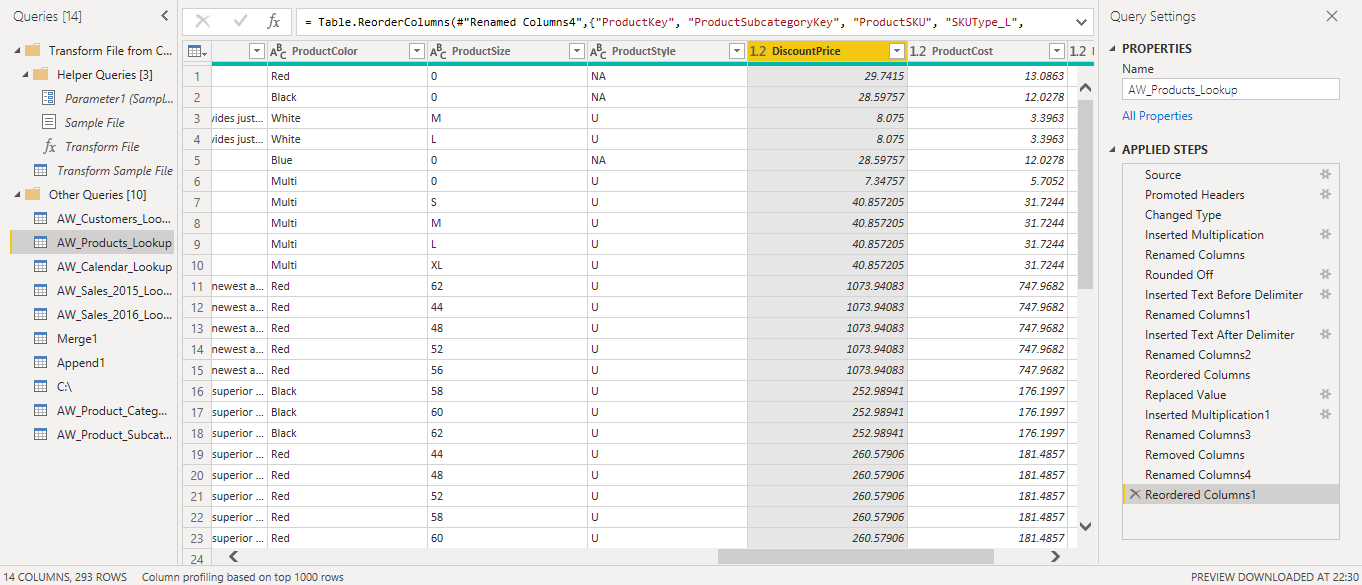 Queries [14]
Transform File from C...
Helper Queries [3]
Parameter1 (Sampl...
Sample File
fx Transform File
Transform Sample File
Other Queries [10]
AW_Customers_Loo...
AW_Products_Lookup
AW_Calendar_Lookup
AW_Sales_2015_Loo...
AW_Sales_2016_Loo...
Merge1
Append1
C:\
AW_Product_Categ...
AW_Product_Subcat...
fx = Table.ReorderColumns(#"Renamed Columns4",{"ProductKey", "ProductSubcategoryKey", "ProductSKU", "SKUType_L",
ABC ProductColor ABC ProductSize ABC ProductStyle 1.2 DiscountPrice 1.2 ProductCost 1.2
1 Red 0 NA 29.7415 13.0863
2 Black 0 NA 28.59757 12.0278
3 vides just... White M U 8.075 3.3963
4 vides just... White L U 8.075 3.3963
5 Blue 0 NA 28.59757 12.0278
6 Multi 0 U 7.34757 5.7052
7 Multi S U 40.857205 31.7244
8 Multi M U 40.857205 31.7244
9 Multi L U 40.857205 31.7244
10 Multi XL U 40.857205 31.7244
11 newest a... Red 62 U 1073.94083 747.9682
12 newest a... Red 44 U 1073.94083 747.9682
13 newest a... Red 48 U 1073.94083 747.9682
14 newest a... Red 52 U 1073.94083 747.9682
15 newest a... Red 56 U 1073.94083 747.9682
16 superior ... Black 58 U 252.98941 176.1997
17 superior ... Black 60 U 252.98941 176.1997
18 superior ... Black 62 U 252.98941 176.1997
19 superior ... Red 44 U 260.57906 181.4857
20 superior ... Red 48 U 260.57906 181.4857
21 superior ... Red 52 U 260.57906 181.4857
22 superior ... Red 58 U 260.57906 181.4857
23 superior ... Red 60 U 260.57906 181.4857
24
Query Settings
PROPERTIES
Name
AW_Products_Lookup
All Properties
APPLIED STEPS
Source
Promoted Headers
Changed Type
Inserted Multiplication
Renamed Columns
Rounded Off
Inserted Text Before Delimiter
Renamed Columns1
Inserted Text After Delimiter
Renamed Columns2
Reordered Columns
Replaced Value
Inserted Multiplication1
Renamed Columns3
Removed Columns
Renamed Columns4
Reordered Columns1
14 COLUMNS, 293 ROWS Column profiling based on top 1000 rows PREVIEW DOWNLOADED AT 22:30